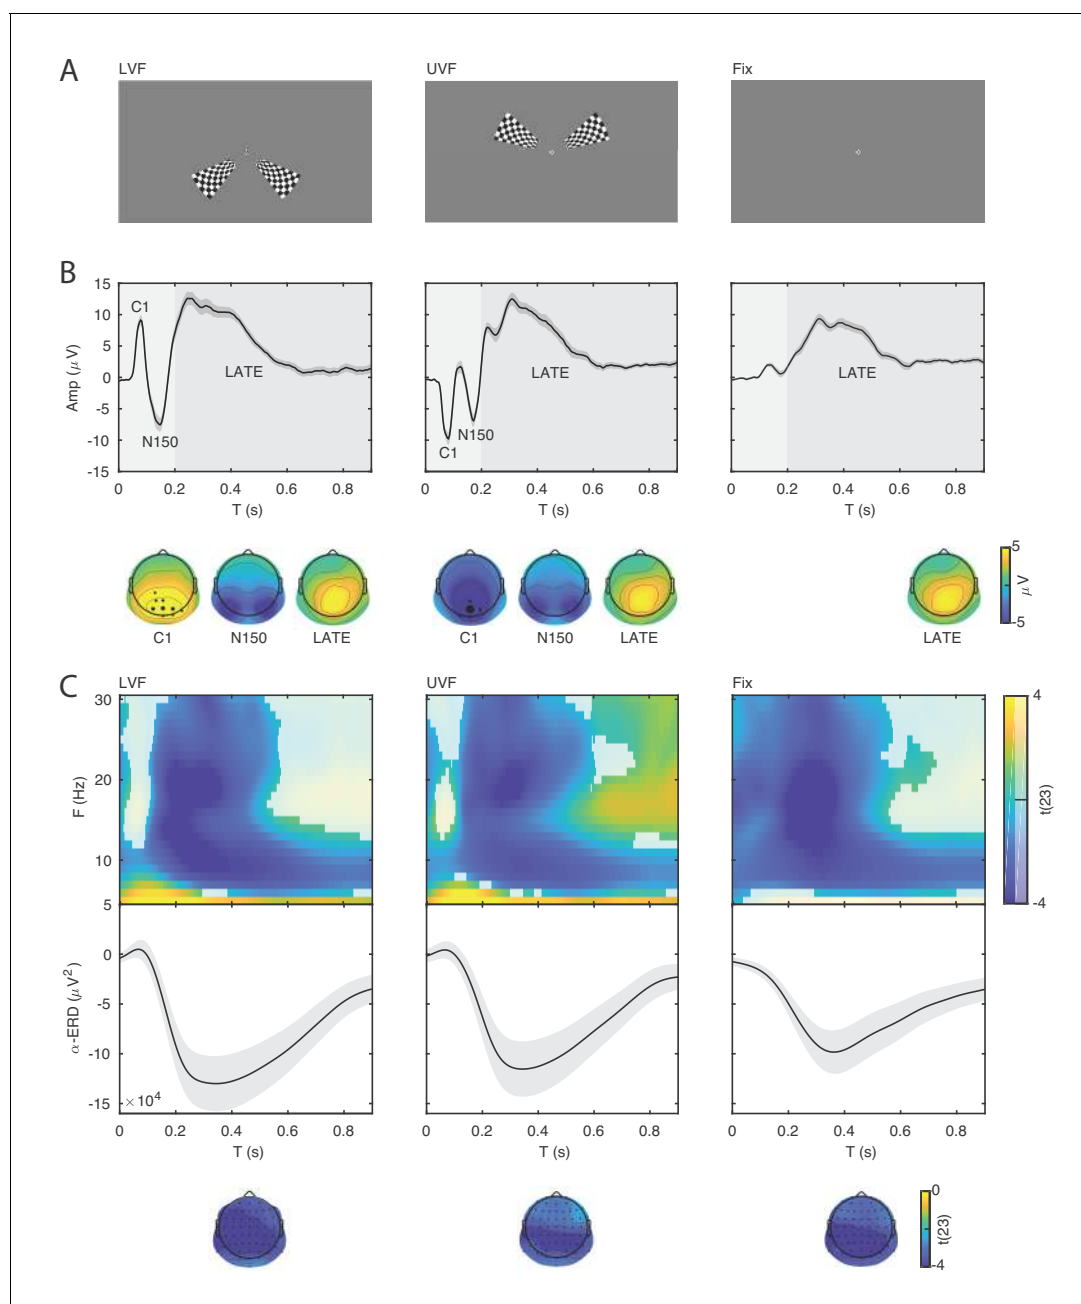 A
LVF
UVF
Fix
B
15
10
5
0
-5
-10
-15
Amp (μ V)
C1
N150
LATE
C1
N150
LATE
LATE
0
0.2
0.4
0.6
0.8
T (s)
0
0.2
0.4
0.6
0.8
T (s)
0
0.2
0.4
0.6
0.8
T (s)
C1
N150
LATE
C1
N150
LATE
LATE
5
-5
μ V
C
LVF
UVF
Fix
30
20
10
5
F (Hz)
4
-4
t(23)
0
-5
-10
-15
α-ERD (μ V²)
×10⁴
0
0.2
0.4
0.6
0.8
T (s)
0
0.2
0.4
0.6
0.8
T (s)
0
0.2
0.4
0.6
0.8
T (s)
0
-4
t(23)